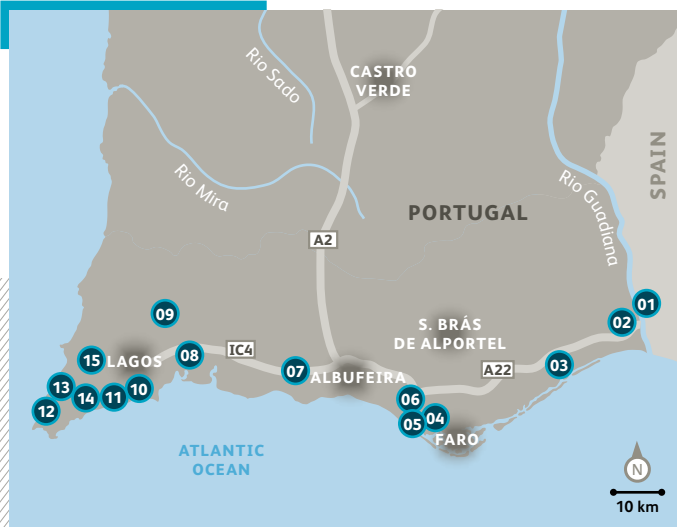 Rio Sado
CASTRO
VERDE
SPAIN
Rio Mira
Rio Guadiana
PORTUGAL
A2
01
09
02
S. BRÁS
DE ALPORTEL
IC4
08
15
LAGOS
03
A22
07
ALBUFEIRA
13
10
14
11
06
12
04
05
FARO
ATLANTIC
OCEAN
N
10 km